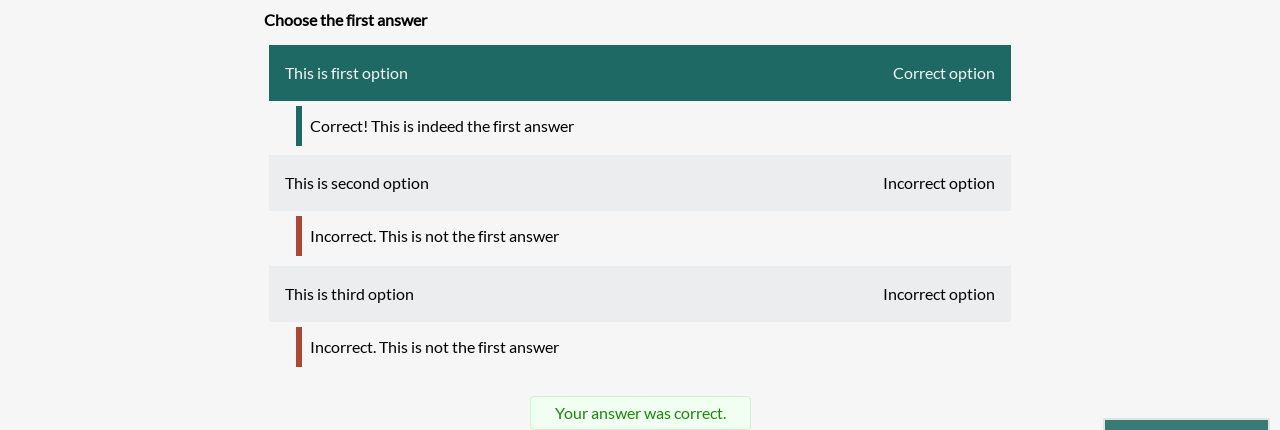 Choose the first answer
This is first option Correct option
Correct! This is indeed the first answer
This is second option Incorrect option
Incorrect. This is not the first answer
This is third option Incorrect option
Incorrect. This is not the first answer
Your answer was correct.